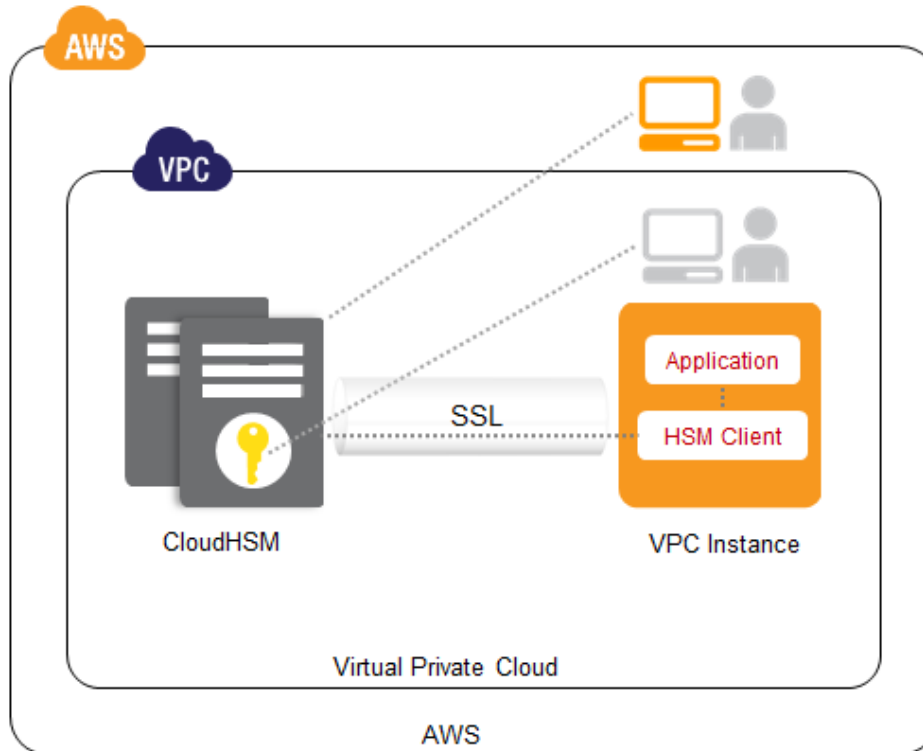 AWS
VPC
Application
SSL
HSM Client
CloudHSM
VPC Instance
Virtual Private Cloud
AWS